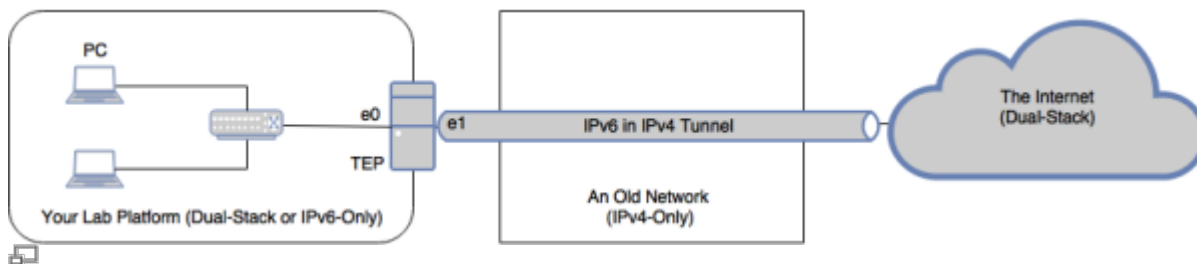 PC
e0
e1
TEP
Your Lab Platform (Dual-Stack or IPv6-Only)
IPv6 in IPv4 Tunnel
An Old Network
(IPv4-Only)
The Internet
(Dual-Stack)